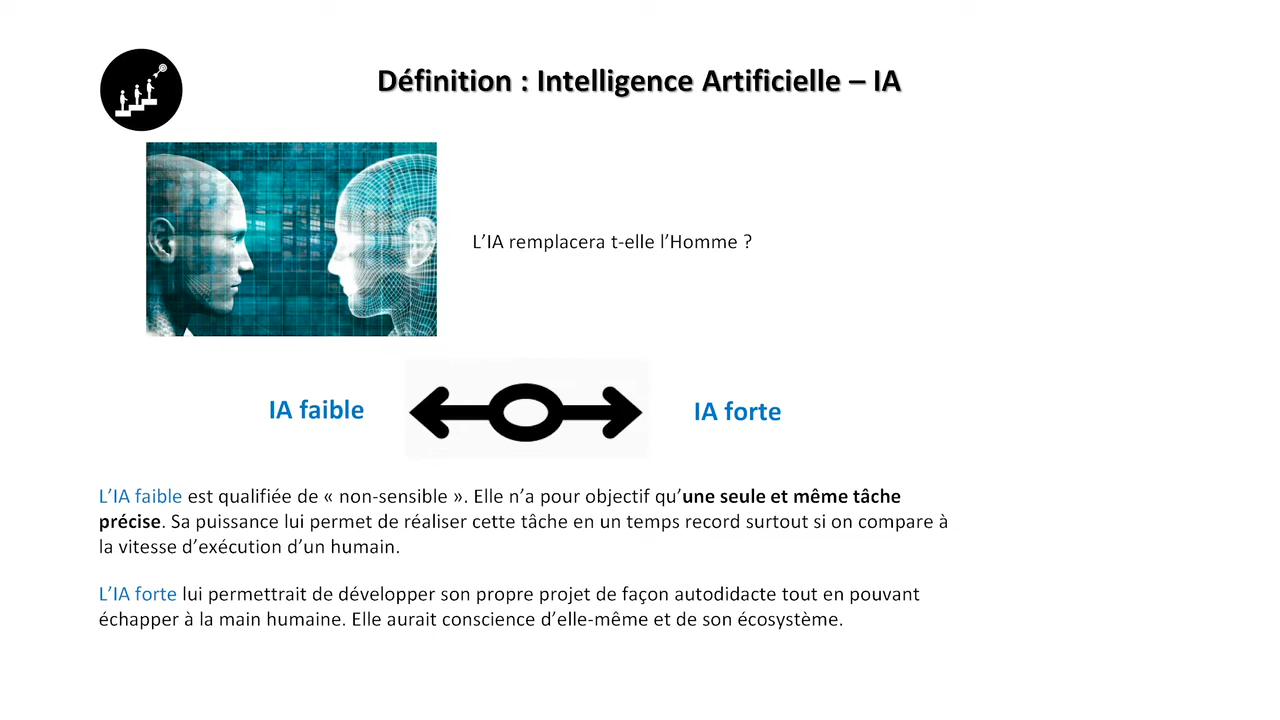 Définition : Intelligence Artificielle – IA
L’IA remplacera t-elle l’Homme ?
IA faible
IA forte
L’IA faible est qualifiée de « non-sensible ». Elle n’a pour objectif qu’une seule et même tâche
précise. Sa puissance lui permet de réaliser cette tâche en un temps record surtout si on compare à
la vitesse d’exécution d’un humain.
L’IA forte lui permettrait de développer son propre projet de façon autodidacte tout en pouvant
échapper à la main humaine. Elle aurait conscience d’elle-même et de son écosystème.